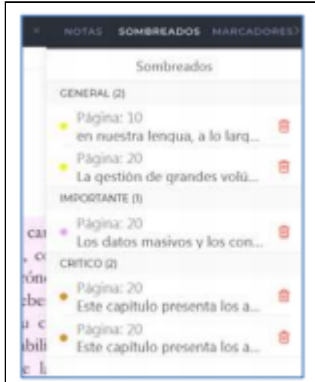 × NOTAS SOMBREADOS MARCADORES
Sombreados
GENERAL (2)
Página: 10
en nuestra lengua, a lo larg...
Página: 20
La gestión de grandes volú...
IMPORTANTE (1)
Página: 20
Los datos masivos y los con...
CRITICO (2)
Página: 20
Este capítulo presenta los a...
Página: 20
Este capítulo presenta los a...